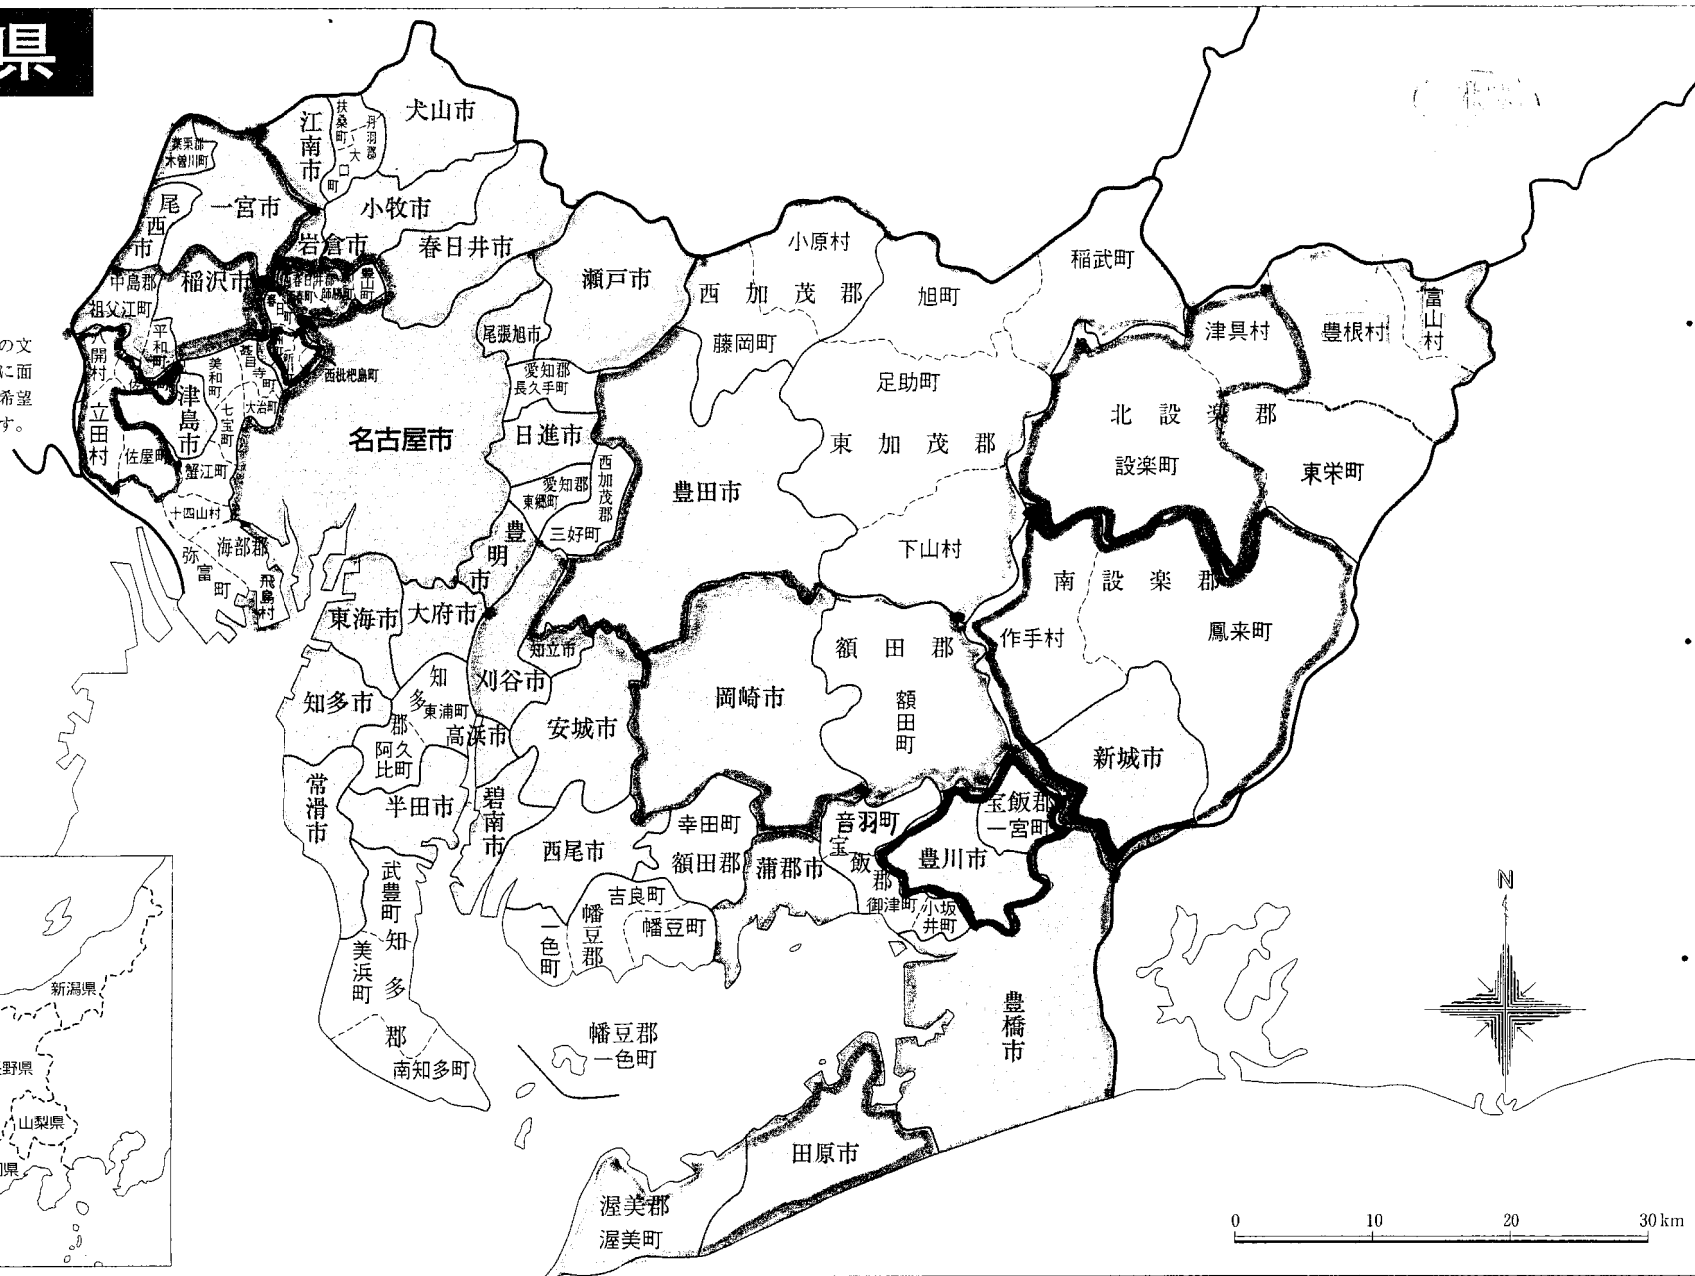 県
犬山市
扶桑町
丹羽郡
大口町
江南市
葉栗郡
木曽川町
尾西市
一宮市
小牧市
岩倉市
春日井市
瀬戸市
小原村
稲武町
西加茂郡
旭町
藤岡町
中島郡
祖父江町
稲沢市
平和町
春日町
師勝町
尾張旭市
西枇杷島町
愛知郡
長久手町
足助町
津具村
豊根村
富山村
八開村
美和町
甚目寺町
の文
に面
希望
す。
津島市
七宝町
大治町
立田村
佐屋町
蟹江町
名古屋市
日進市
東加茂郡
北設楽郡
設楽町
東栄町
豊田市
西加茂郡
三好町
愛知郡
東郷町
十四山村
海部郡
弥富町
飛島村
豊明市
下山村
南設楽郡
作手村
鳳来町
東海市
大府市
知立市
刈谷市
額田郡
額田町
知多市
知多郡
東浦町
阿久比町
高浜市
安城市
岡崎市
新城市
常滑市
半田市
碧南市
西尾市
幸田町
額田郡
蒲郡市
音羽町
宝飯郡
宝飯郡
一宮町
豊川市
御津町
小坂井町
武豊町
吉良町
幡豆郡
幡豆町
一色町
美浜町
知多郡
南知多町
幡豆郡
一色町
豊橋市
田原市
渥美郡
渥美町
新潟県
野県
山梨県
県
N
0 10 20 30km